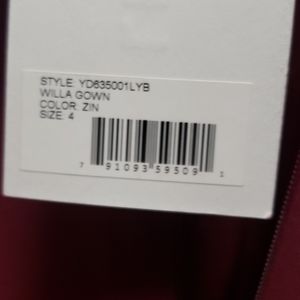 STYLE: YD635001LYB
WILLA GOWN
COLOR: ZIN
SIZE: 4
7 91093 59509 1